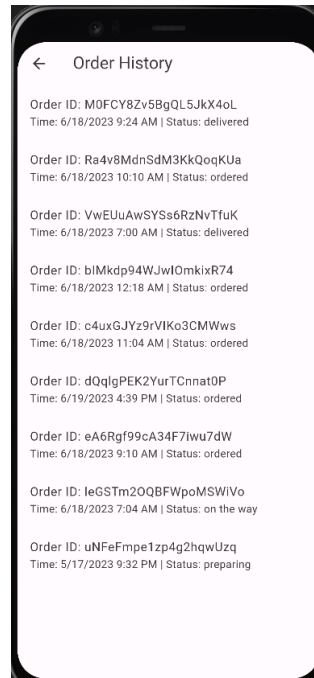 Order History
Order ID: M0FCY8Zv5BgQL5JkX4oL
Time: 6/18/2023 9:24 AM | Status: delivered
Order ID: Ra4v8MdnSdM3KkQoqKUa
Time: 6/18/2023 10:10 AM | Status: ordered
Order ID: VwEUuAwSYSs6RzNvTfuK
Time: 6/18/2023 7:00 AM | Status: delivered
Order ID: blMkdp94WJwIOmkixR74
Time: 6/18/2023 12:18 AM | Status: ordered
Order ID: c4uxGJYz9rVIKo3CMWws
Time: 6/18/2023 11:04 AM | Status: ordered
Order ID: dQqlgPEK2YurTCnnat0P
Time: 6/19/2023 4:39 PM | Status: ordered
Order ID: eA6Rgf99cA34F7iwu7dW
Time: 6/18/2023 9:10 AM | Status: ordered
Order ID: leGSTm2OQBFWpoMSWiVo
Time: 6/18/2023 7:04 AM | Status: on the way
Order ID: uNFeFmpe1zp4g2hqwUzq
Time: 5/17/2023 9:32 PM | Status: preparing